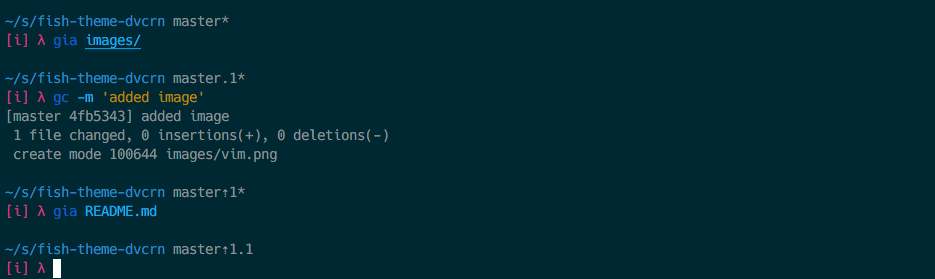 ~/s/fish-theme-dvcrn master*
[i] λ gia images/
~/s/fish-theme-dvcrn master.1*
[i] λ gc -m 'added image'
[master 4fb5343] added image
 1 file changed, 0 insertions(+), 0 deletions(-)
 create mode 100644 images/vim.png
~/s/fish-theme-dvcrn master↑1*
[i] λ gia README.md
~/s/fish-theme-dvcrn master↑1.1
[i] λ